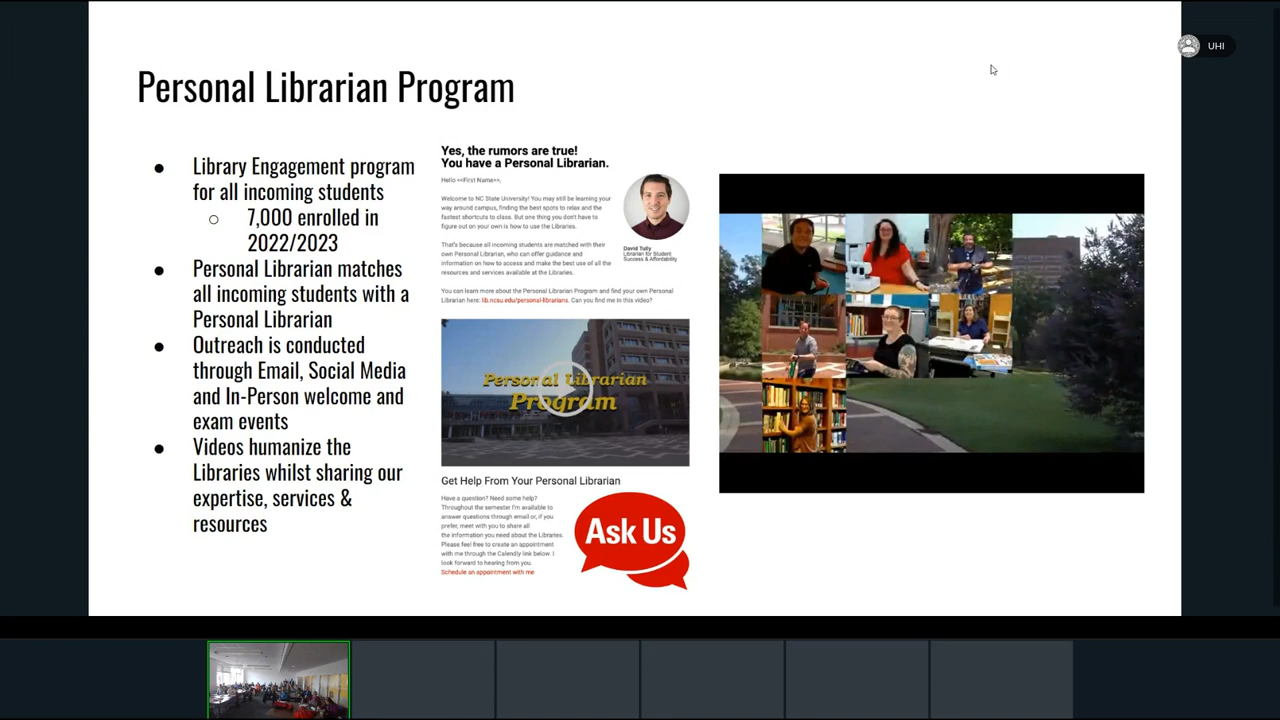 UHI
Personal Librarian Program
● Library Engagement program
for all incoming students
○ 7,000 enrolled in
2022/2023
● Personal Librarian matches
all incoming students with a
Personal Librarian
● Outreach is conducted
through Email, Social Media
and In-Person welcome and
exam events
● Videos humanize the
Libraries whilst sharing our
expertise, services &
resources
Yes, the rumors are true!
You have a Personal Librarian.
Hello <<First Name>>,
Welcome to NC State University! You may still be learning your
way around campus, finding the best spots to relax and the
fastest shortcuts to class. But one thing you don't have to
figure out on your own is how to use the Libraries.
That's because all incoming students are matched with their
own Personal Librarian, who can offer guidance and
information on how to access and make the best use of all the
resources and services available at the Libraries.
David Tully
Librarian for Student
Success & Affordability
You can learn more about the Personal Librarian Program and find your own Personal
Librarian here: lib.ncsu.edu/personal-librarians. Can you find me in this video?
Personal Librarian
Program
Get Help From Your Personal Librarian
Have a question? Need some help?
Throughout the semester I'm available to
answer questions through email or, if you
prefer, meet with you to share all
the information you need about the Libraries.
Please feel free to create an appointment
with me through the Calendly link below. I
look forward to hearing from you.
Schedule an appointment with me
Ask Us